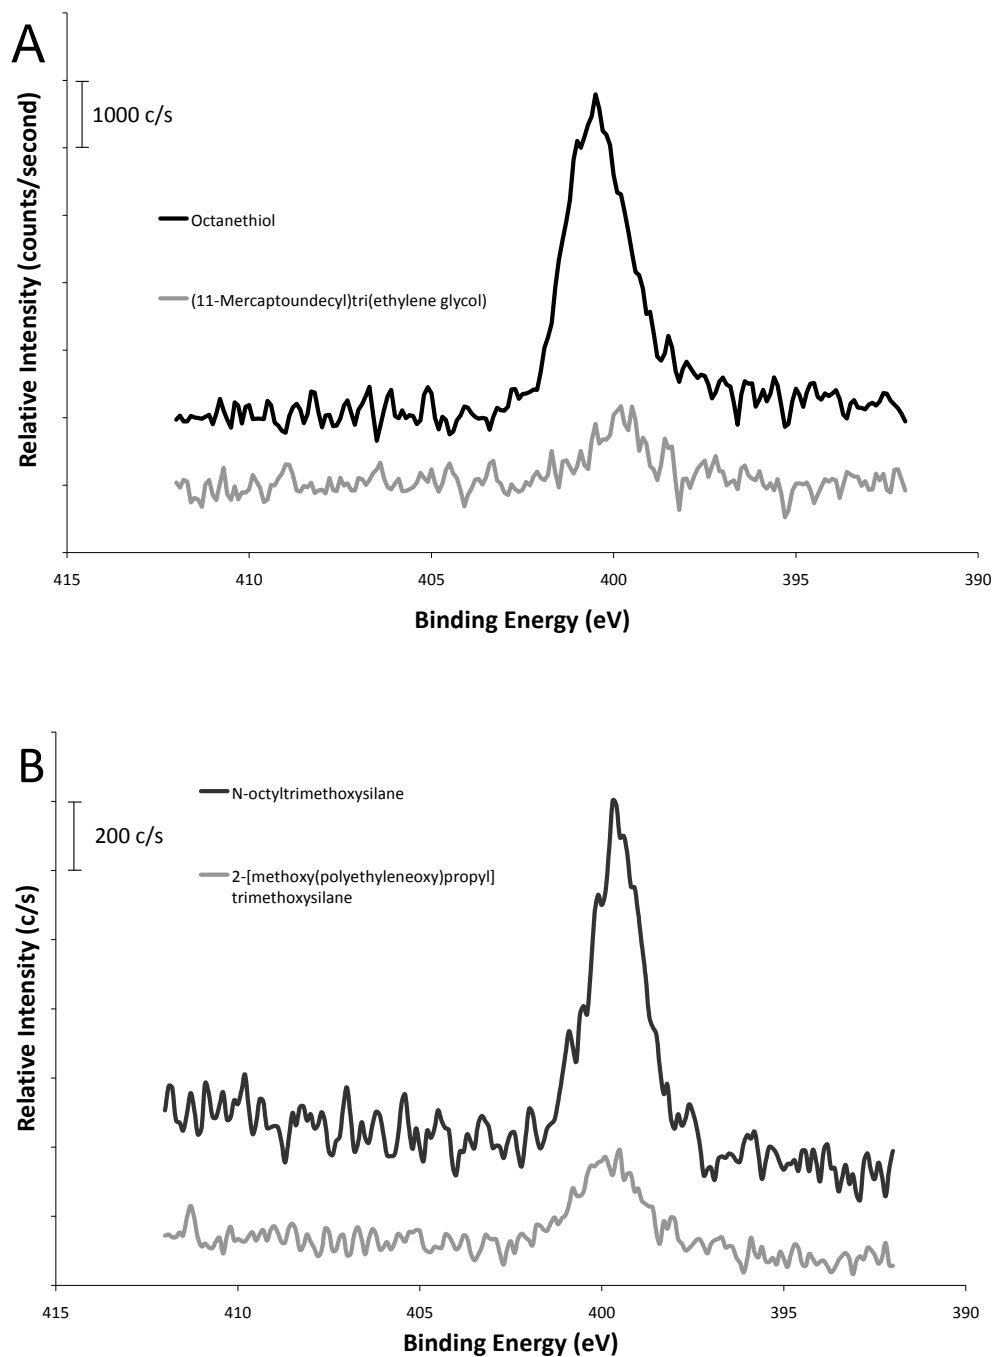 A
1000 c/s
Relative Intensity (counts/second)
Octanethiol
(11-Mercaptoundecyl)tri(ethylene glycol)
415
410
405
400
395
390
Binding Energy (eV)
B
N-octyltrimethoxysilane
200 c/s
2-[methoxy(polyethyleneoxy)propyl]
trimethoxysilane
Relative Intensity (c/s)
415
410
405
400
395
390
Binding Energy (eV)